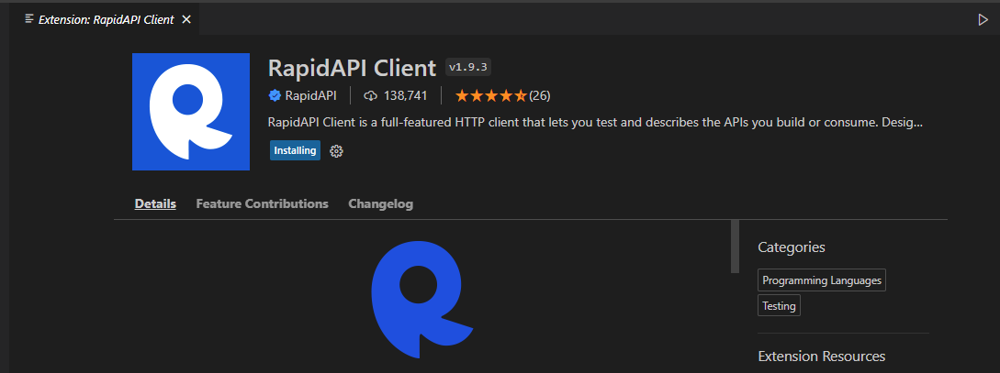 Extension: RapidAPI Client
RapidAPI Client v1.9.3
RapidAPI 138,741 (26)
RapidAPI Client is a full-featured HTTP client that lets you test and describes the APIs you build or consume. Desig...
Installing
Details Feature Contributions Changelog
Categories
Programming Languages
Testing
Extension Resources